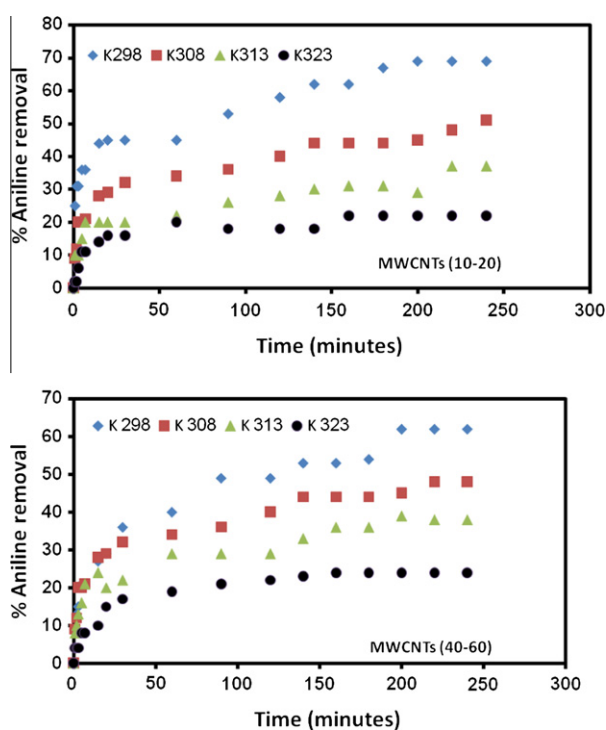 80
70
60
50
40
30
20
10
0
% Aniline removal
K298 K308 K313 K323
MWCNTs (10-20)
0 50 100 150 200 250 300
Time (minutes)
70
60
50
40
30
20
10
0
% Aniline removal
K 298 K 308 K 313 K 323
MWCNTs (40-60)
0 50 100 150 200 250 300
Time (minutes)